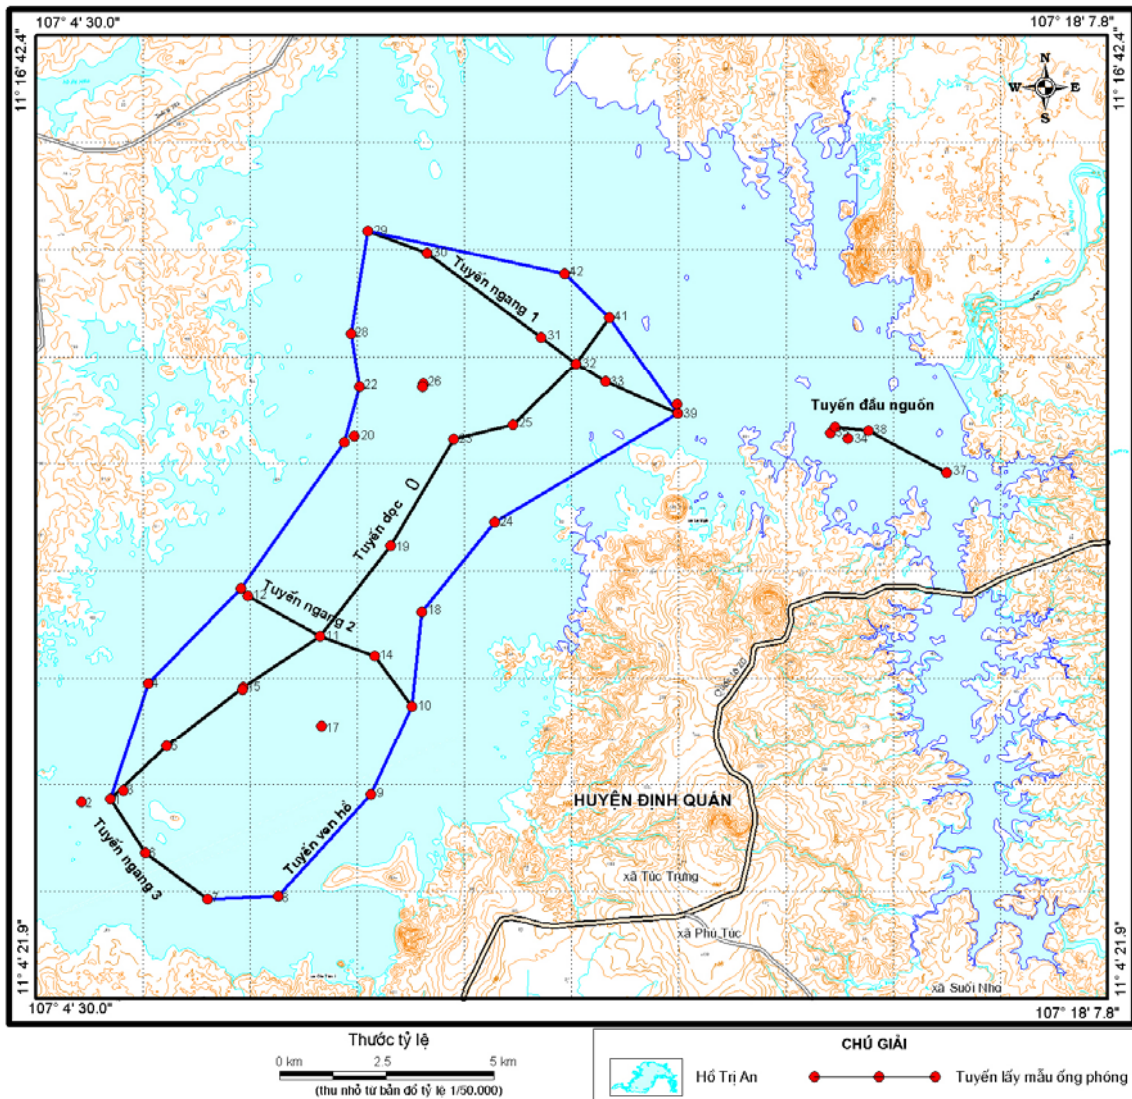 107° 4' 30.0"
107° 18' 7.8"
11° 16' 42.4"
11° 16' 42.4"
N
W E
S
29
30
42
Tuyến ngang 1
41
28
31
32
33
22
26
39
Tuyến đầu nguồn
25
20
23
38
34
37
Tuyến dọc
0
24
19
Tuyến ngang 2
12
18
11
14
4
15
10
17
5
3
2
1
9
HUYỆN ĐỊNH QUÁN
Tuyến ngang 3
Tuyến ven hồ
Quốc lộ 20
7
8
xã Túc Trưng
xã Phú Túc
xã Suối Nho
11° 4' 21.9"
11° 4' 21.9"
107° 4' 30.0"
107° 18' 7.8"
Thước tỷ lệ
0 km 2.5 5 km
(thu nhỏ từ bản đồ tỷ lệ 1/50.000)
CHÚ GIẢI
Hồ Trị An
Tuyến lấy mẫu ống phóng